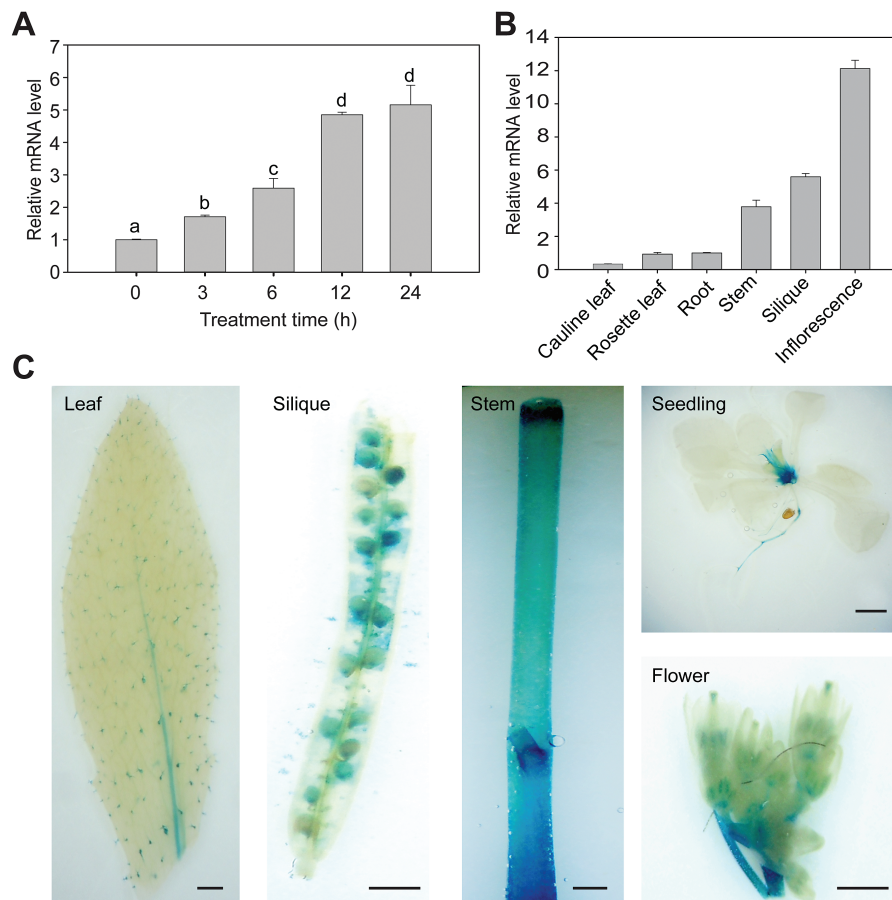 A
Relative mRNA level
7
6
5
4
3
2
1
0
a
b
c
d
d
0
3
6
12
24
Treatment time (h)
B
Relative mRNA level
14
12
10
8
6
4
2
0
Cauline leaf
Rosette leaf
Root
Stem
Silique
Inflorescence
C
Leaf
Silique
Stem
Seedling
Flower